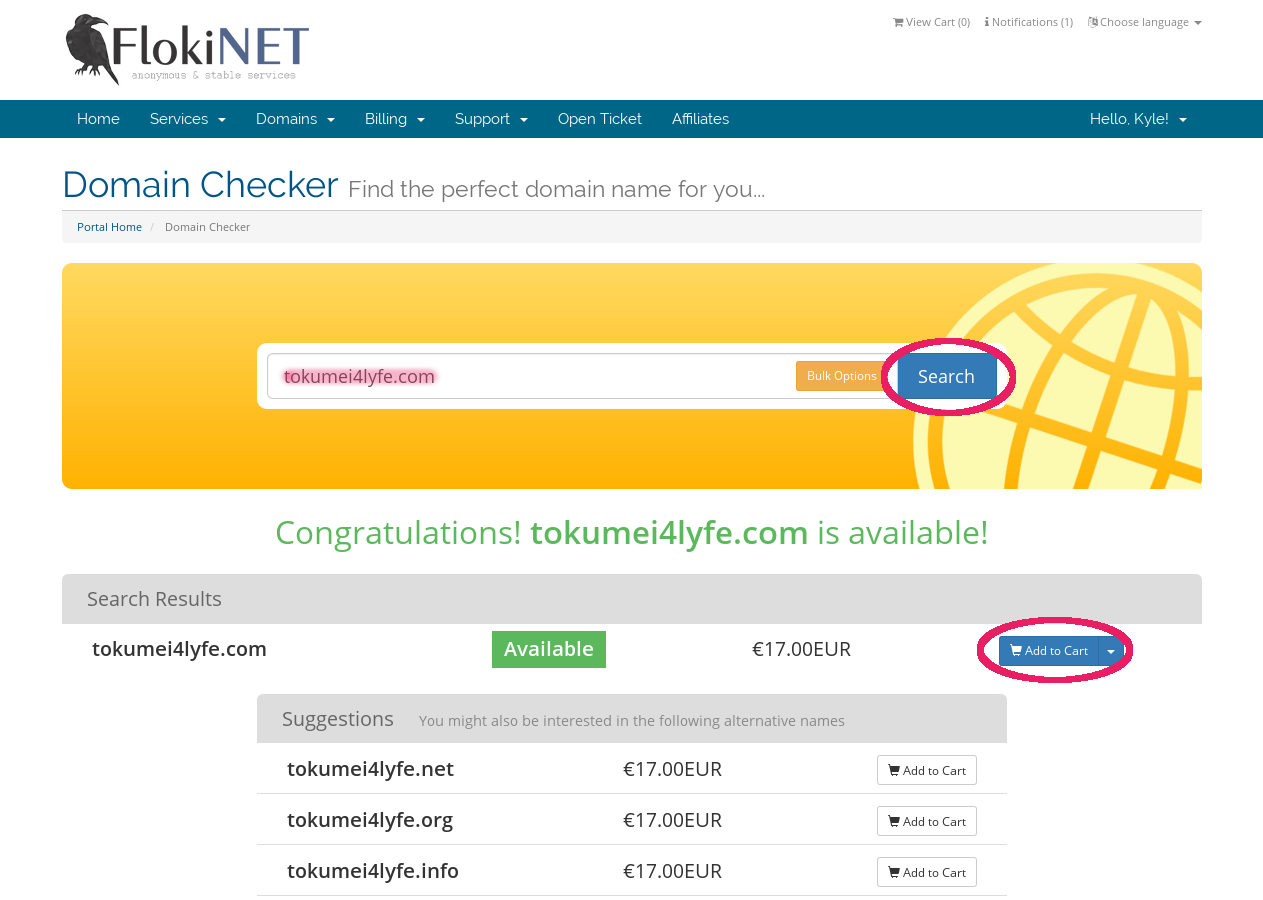 FlokiNET
anonymous & stable services
View Cart (0) Notifications (1) Choose language
Home Services Domains Billing Support Open Ticket Affiliates Hello, Kyle!
Domain Checker Find the perfect domain name for you...
Portal Home / Domain Checker
tokumei4lyfe.com Bulk Options Search
Congratulations! tokumei4lyfe.com is available!
Search Results
tokumei4lyfe.com Available €17.00EUR Add to Cart
Suggestions You might also be interested in the following alternative names
tokumei4lyfe.net €17.00EUR Add to Cart
tokumei4lyfe.org €17.00EUR Add to Cart
tokumei4lyfe.info €17.00EUR Add to Cart